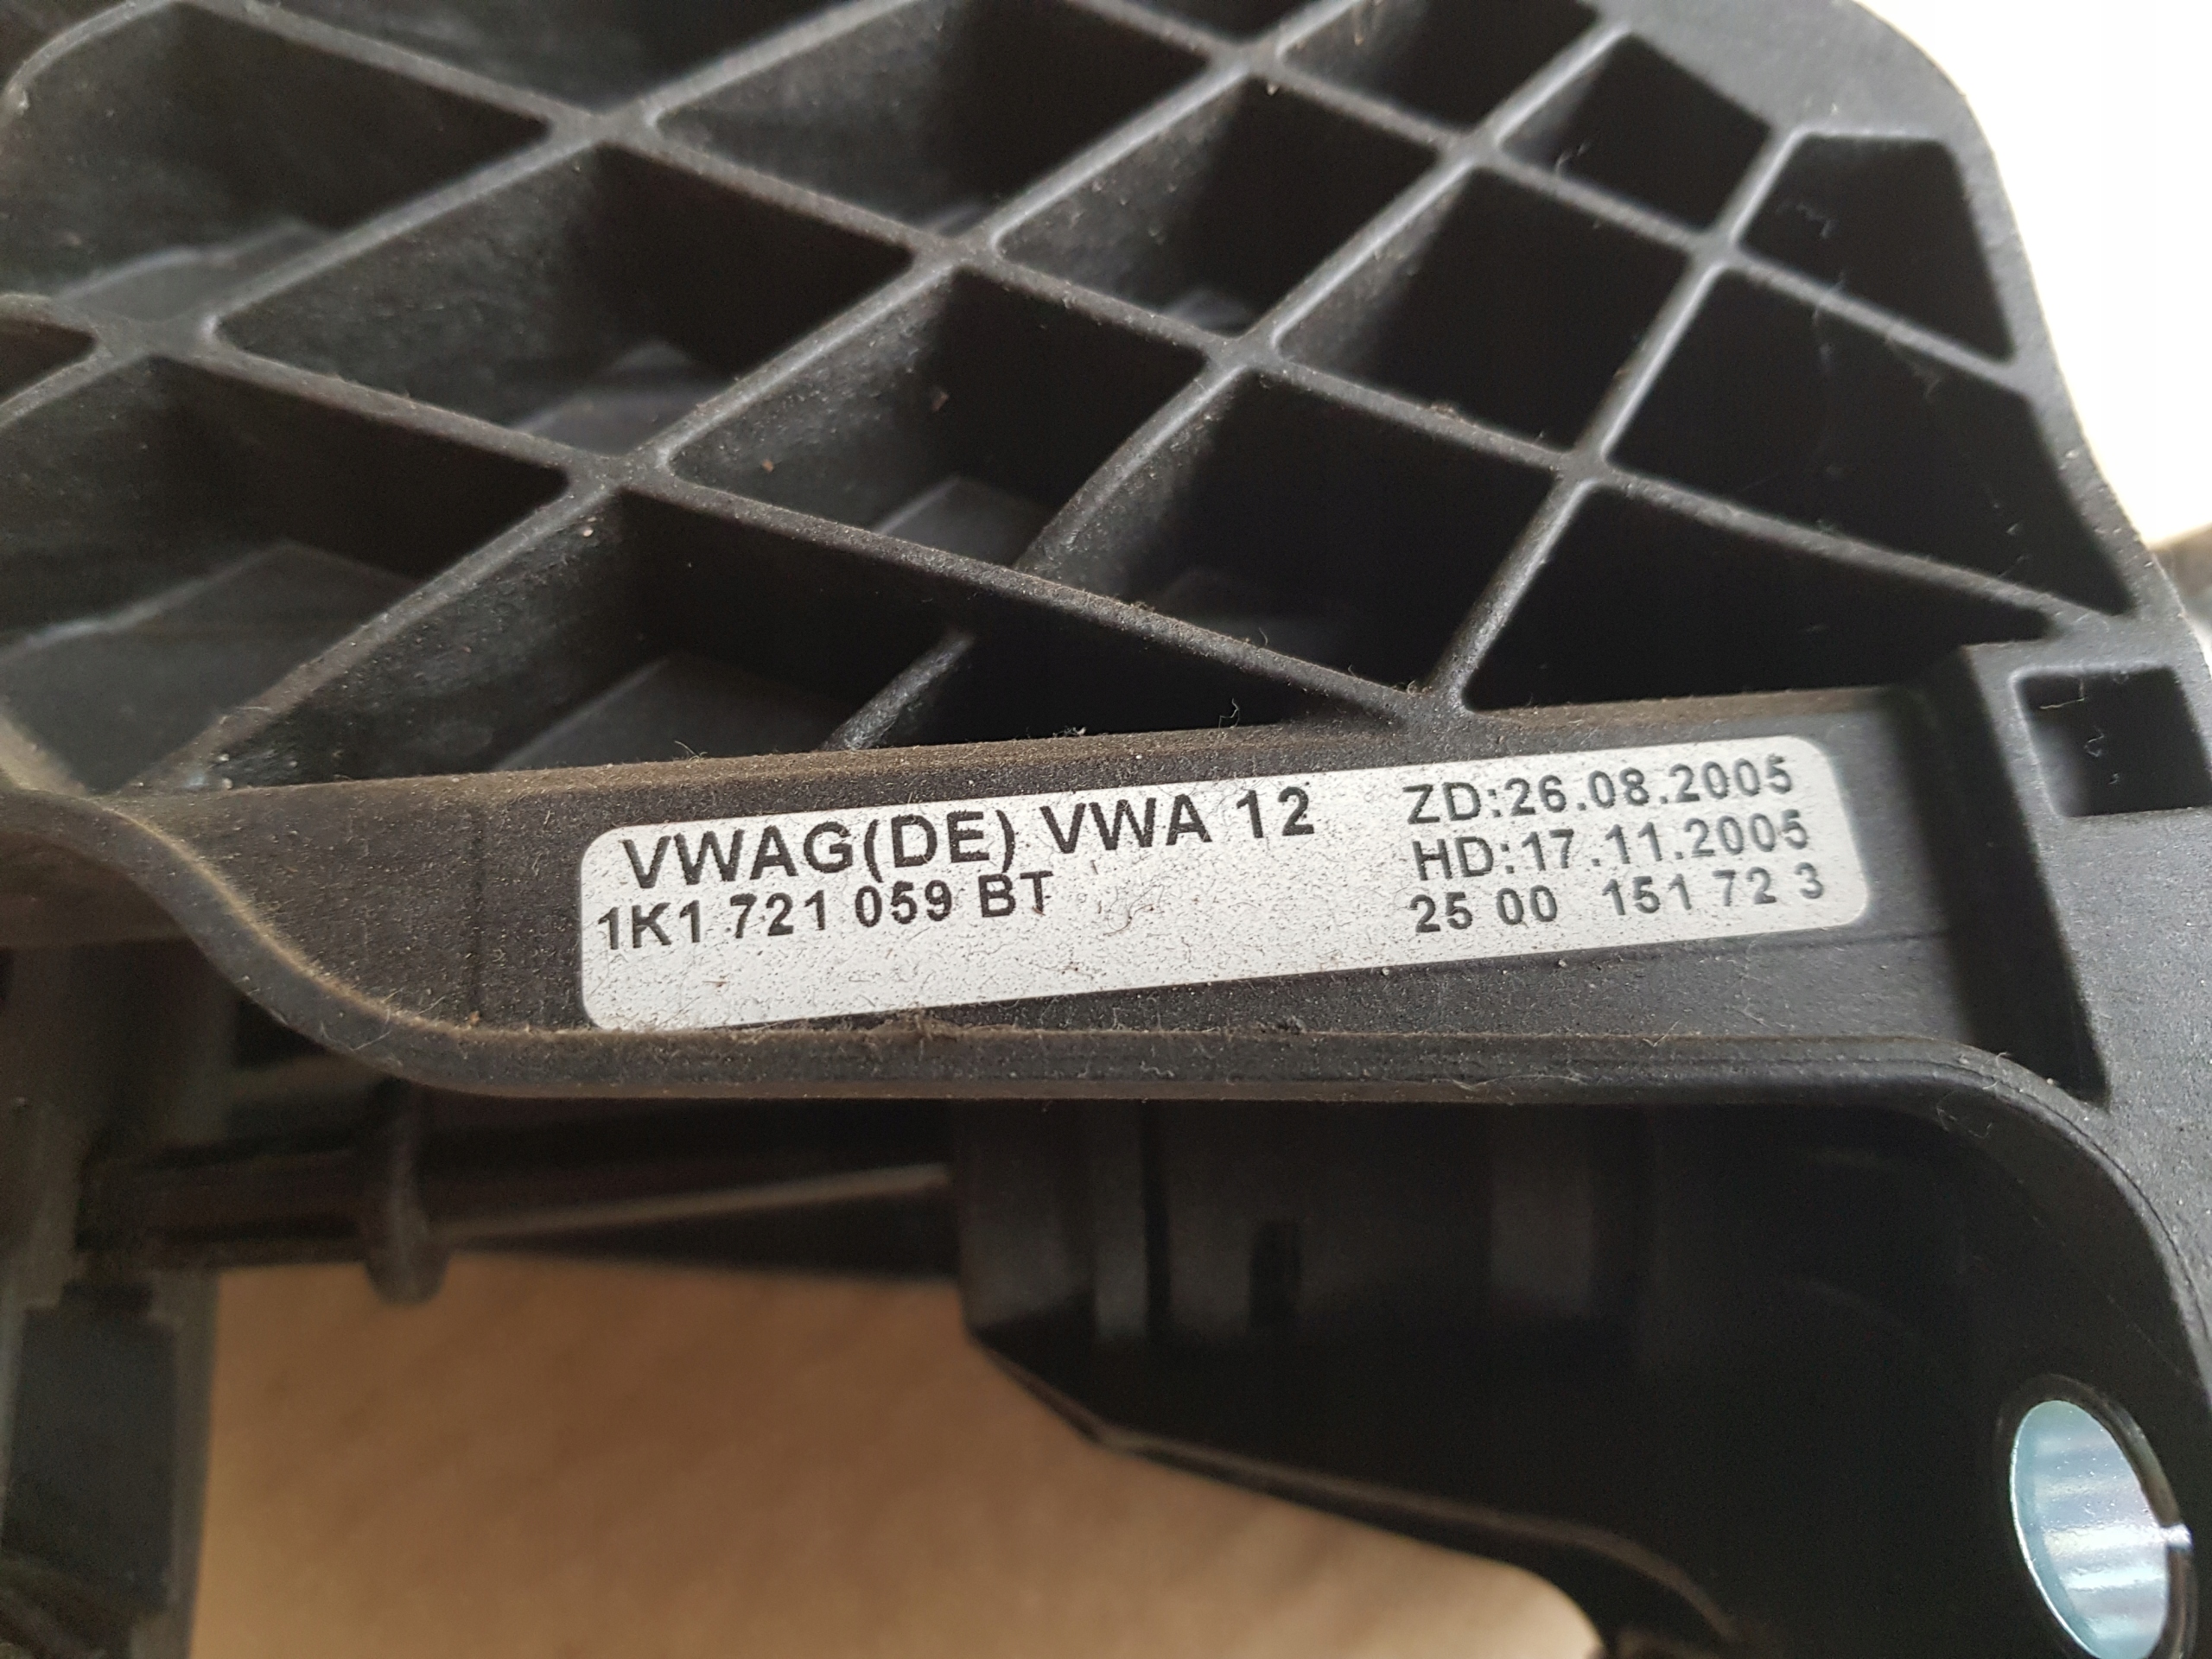 VWAG(DE) VWA 12
1K1 721 059 BT
ZD:26.08.2005
HD:17.11.2005
25 00 151 72 3